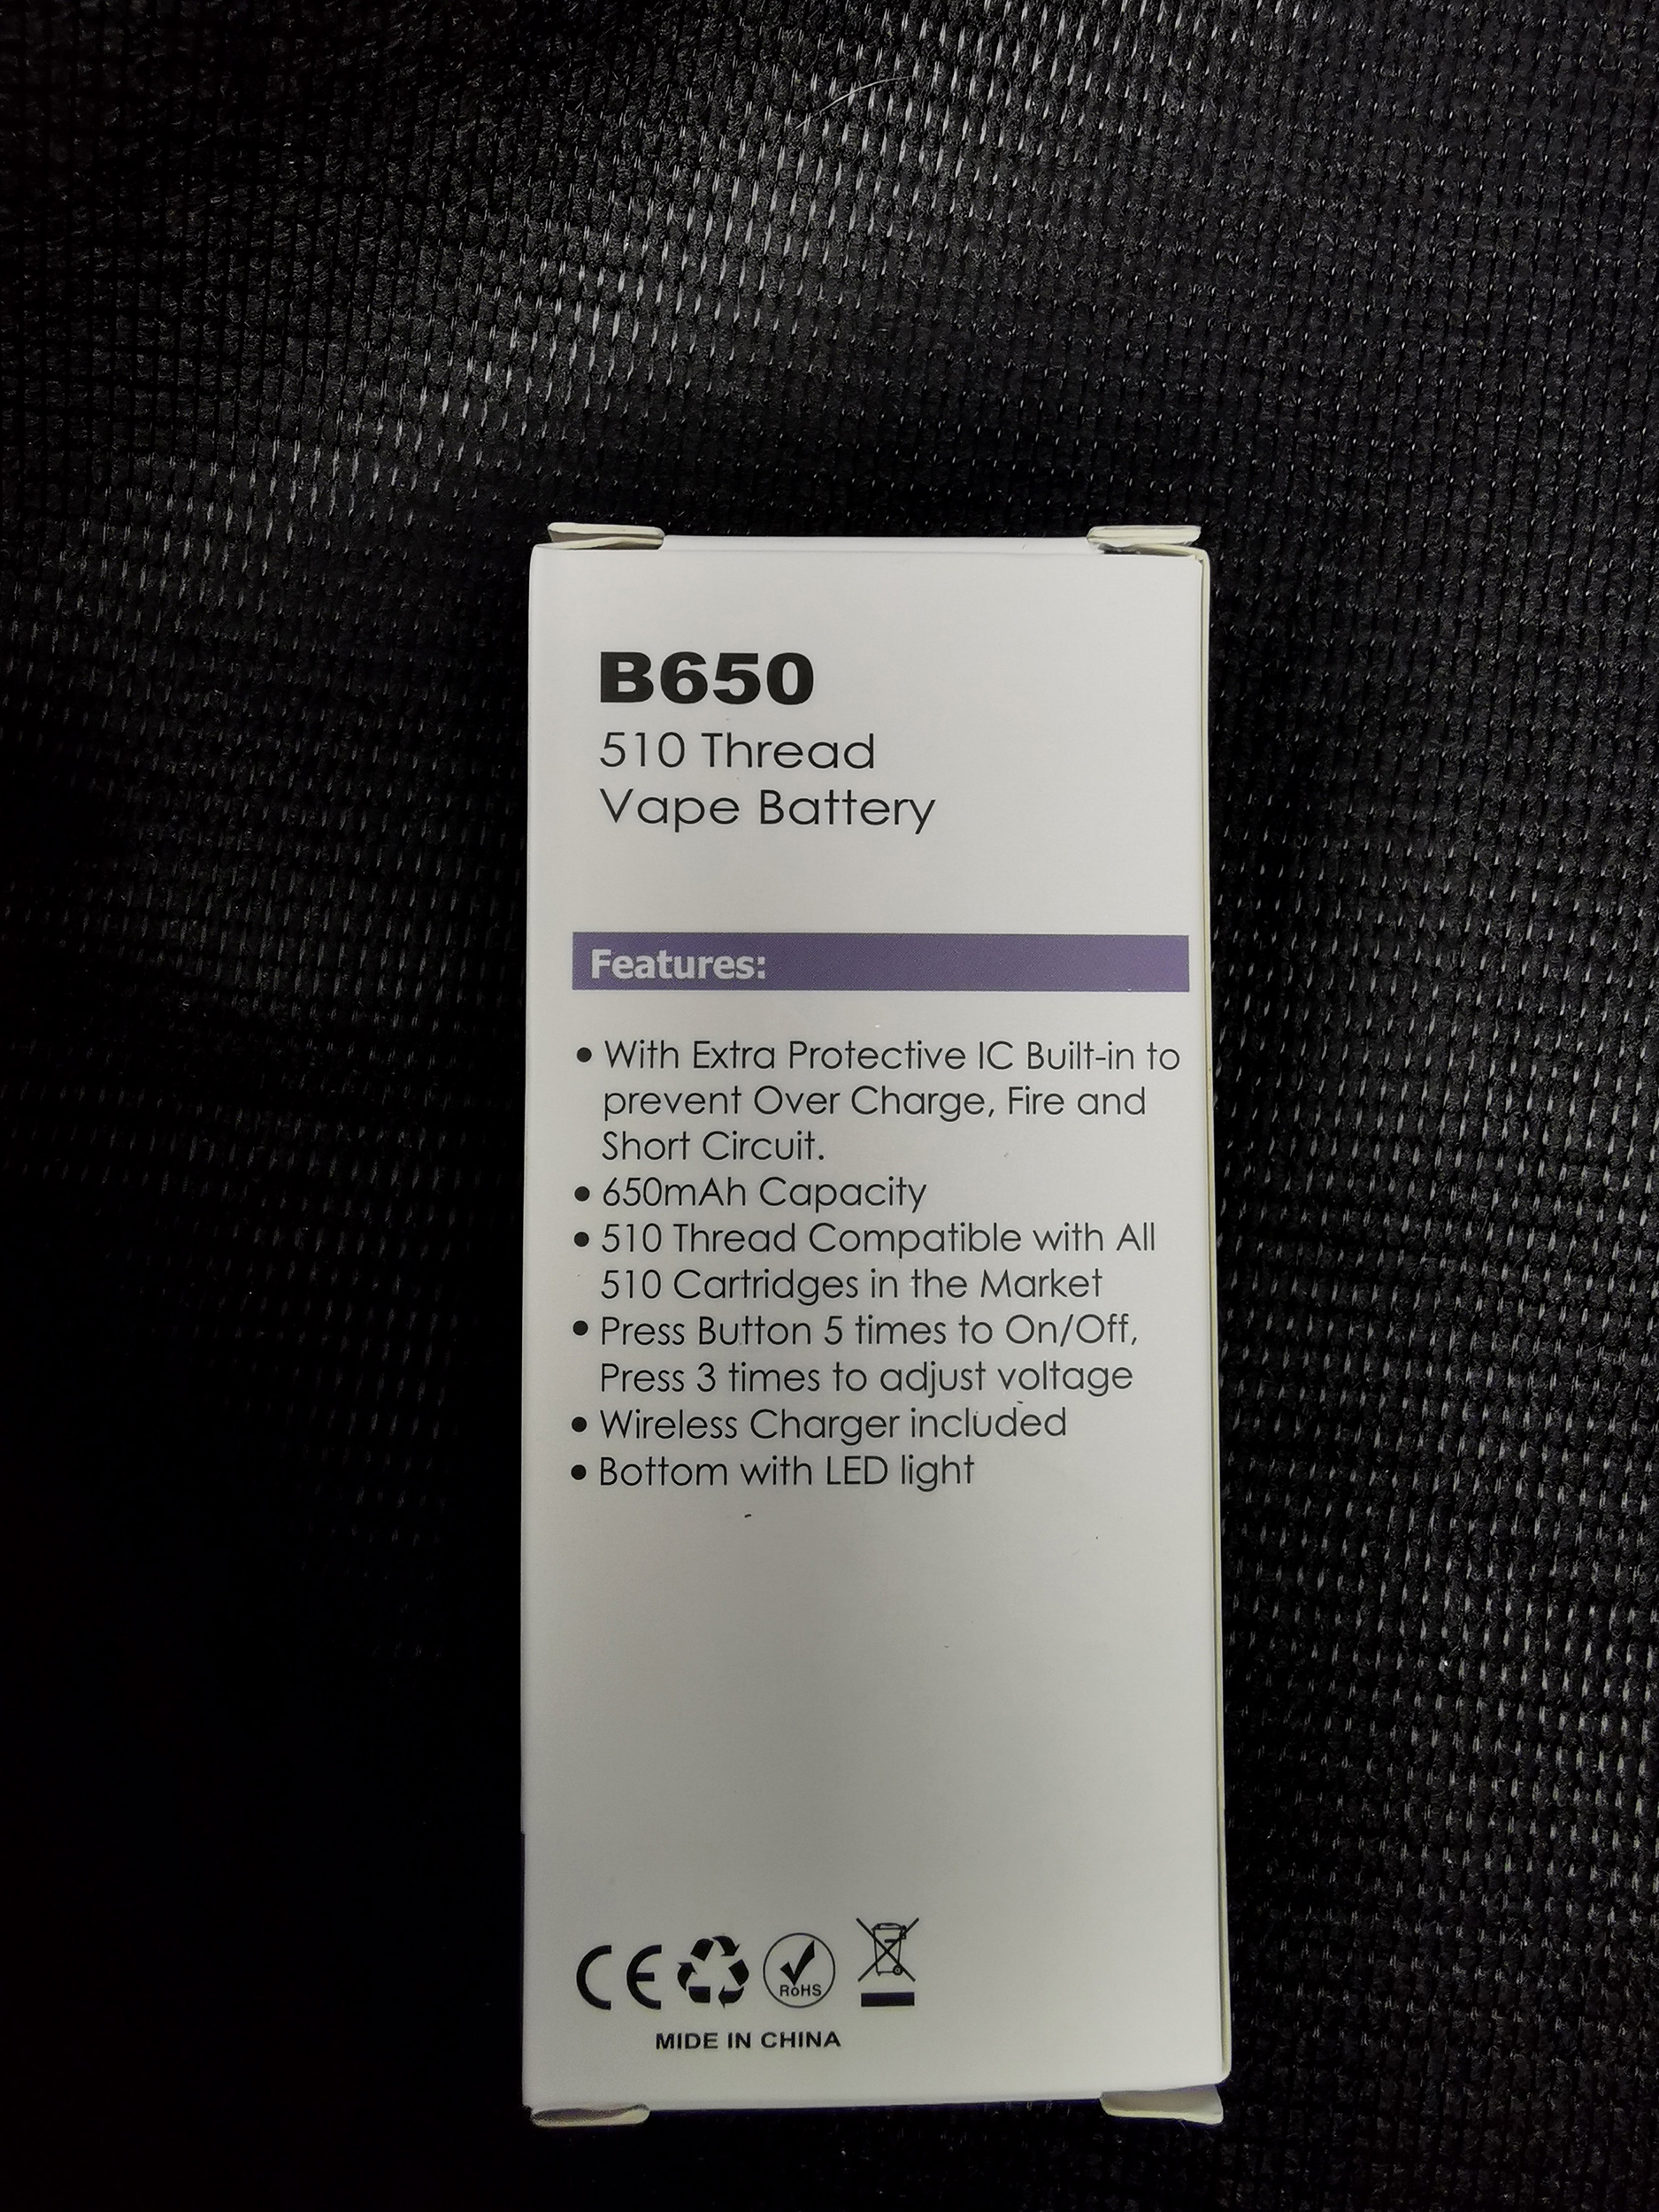 B650
510 Thread
Vape Battery
Features:
• With Extra Protective IC Built-in to
prevent Over Charge, Fire and
Short Circuit.
• 650mAh Capacity
• 510 Thread Compatible with All
510 Cartridges in the Market
• Press Button 5 times to On/Off,
Press 3 times to adjust voltage
• Wireless Charger included
• Bottom with LED light
CE RoHS
MIDE IN CHINA